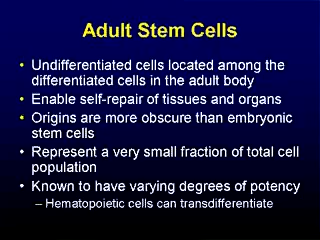 Adult Stem Cells
• Undifferentiated cells located among the
differentiated cells in the adult body
• Enable self-repair of tissues and organs
• Origins are more obscure than embryonic
stem cells
• Represent a very small fraction of total cell
population
• Known to have varying degrees of potency
– Hematopoietic cells can transdifferentiate